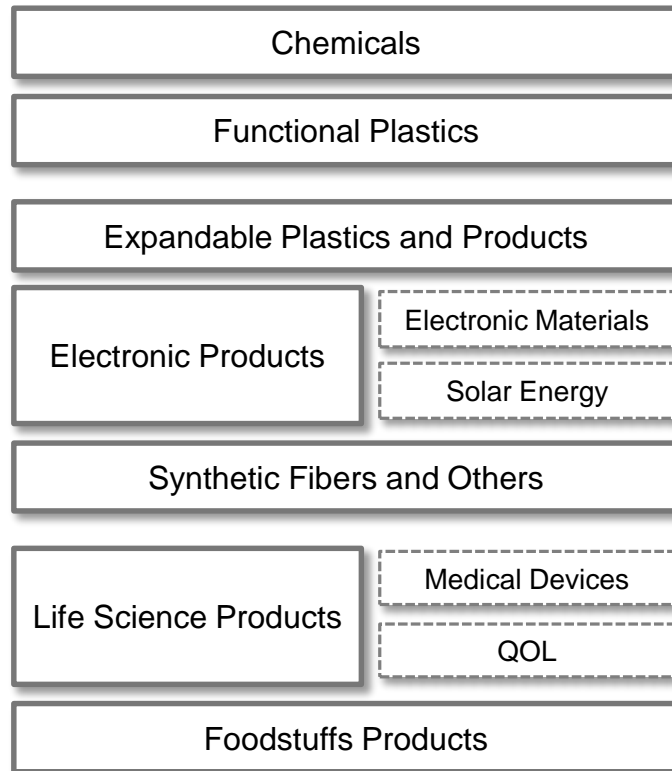 Chemicals
Functional Plastics
Expandable Plastics and Products
Electronic Products
Electronic Materials
Solar Energy
Synthetic Fibers and Others
Life Science Products
Medical Devices
QOL
Foodstuffs Products